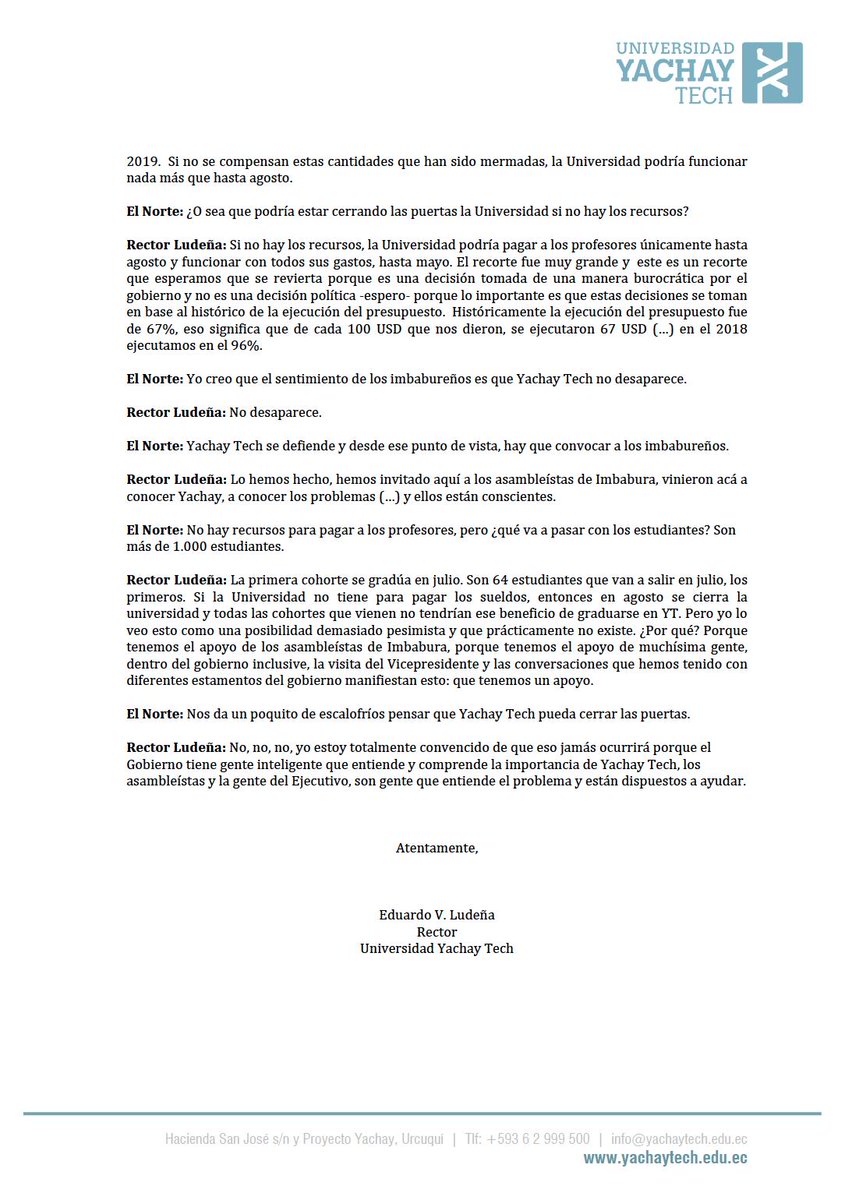 UNIVERSIDAD
YACHAY
TECH
2019.  Si no se compensan estas cantidades que han sido mermadas, la Universidad podría funcionar
nada más que hasta agosto.
El Norte: ¿O sea que podría estar cerrando las puertas la Universidad si no hay los recursos?
Rector Ludeña: Si no hay los recursos, la Universidad podría pagar a los profesores únicamente hasta
agosto y funcionar con todos sus gastos, hasta mayo. El recorte fue muy grande y  este es un recorte
que esperamos que se revierta porque es una decisión tomada de una manera burocrática por el
gobierno y no es una decisión política -espero- porque lo importante es que estas decisiones se toman
en base al histórico de la ejecución del presupuesto.  Históricamente la ejecución del presupuesto fue
de 67%, eso significa que de cada 100 USD que nos dieron, se ejecutaron 67 USD (…) en el 2018
ejecutamos en el 96%.
El Norte: Yo creo que el sentimiento de los imbabureños es que Yachay Tech no desaparece.
Rector Ludeña: No desaparece.
El Norte: Yachay Tech se defiende y desde ese punto de vista, hay que convocar a los imbabureños.
Rector Ludeña: Lo hemos hecho, hemos invitado aquí a los asambleístas de Imbabura, vinieron acá a
conocer Yachay, a conocer los problemas (…) y ellos están conscientes.
El Norte: No hay recursos para pagar a los profesores, pero ¿qué va a pasar con los estudiantes? Son
más de 1.000 estudiantes.
Rector Ludeña: La primera cohorte se gradúa en julio. Son 64 estudiantes que van a salir en julio, los
primeros. Si la Universidad no tiene para pagar los sueldos, entonces en agosto se cierra la
universidad y todas las cohortes que vienen no tendrían ese beneficio de graduarse en YT. Pero yo lo
veo esto como una posibilidad demasiado pesimista y que prácticamente no existe. ¿Por qué? Porque
tenemos el apoyo de los asambleístas de Imbabura, porque tenemos el apoyo de muchísima gente,
dentro del gobierno inclusive, la visita del Vicepresidente y las conversaciones que hemos tenido con
diferentes estamentos del gobierno manifiestan esto: que tenemos un apoyo.
El Norte: Nos da un poquito de escalofríos pensar que Yachay Tech pueda cerrar las puertas.
Rector Ludeña: No, no, no, yo estoy totalmente convencido de que eso jamás ocurrirá porque el
Gobierno tiene gente inteligente que entiende y comprende la importancia de Yachay Tech, los
asambleístas y la gente del Ejecutivo, son gente que entiende el problema y están dispuestos a ayudar.
Atentamente,
Eduardo V. Ludeña
Rector
Universidad Yachay Tech
Hacienda San José s/n y Proyecto Yachay, Urcuqui | Tlf: +593 6 2 999 500 | info@yachaytech.edu.ec
www.yachaytech.edu.ec